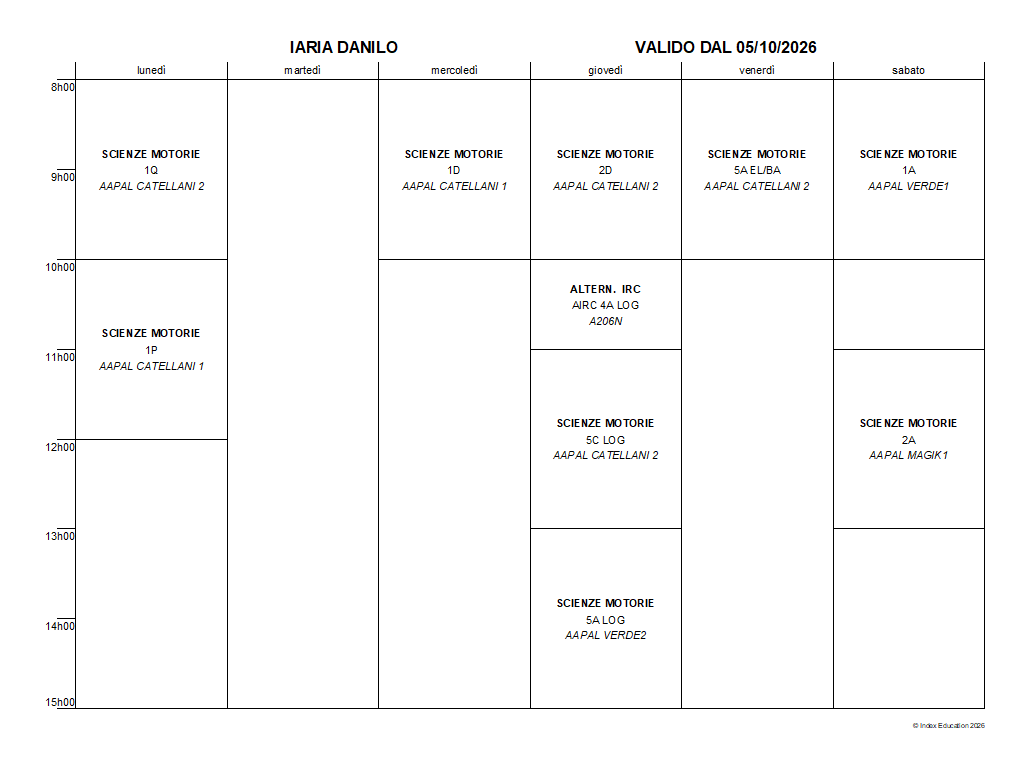 IARIA DANILO
VALIDO DAL 05/10/2026
lunedì
martedì
mercoledì
giovedì
venerdì
sabato
8h00
9h00
10h00
11h00
12h00
13h00
14h00
15h00
SCIENZE MOTORIE
1Q
AAPAL CATELLANI 2
SCIENZE MOTORIE
1P
AAPAL CATELLANI 1
SCIENZE MOTORIE
1D
AAPAL CATELLANI 1
SCIENZE MOTORIE
2D
AAPAL CATELLANI 2
ALTERN. IRC
AIRC 4A LOG
A206N
SCIENZE MOTORIE
5C LOG
AAPAL CATELLANI 2
SCIENZE MOTORIE
5A LOG
AAPAL VERDE2
SCIENZE MOTORIE
5A EL/BA
AAPAL CATELLANI 2
SCIENZE MOTORIE
1A
AAPAL VERDE1
SCIENZE MOTORIE
2A
AAPAL MAGIK1
© Index Education 2026